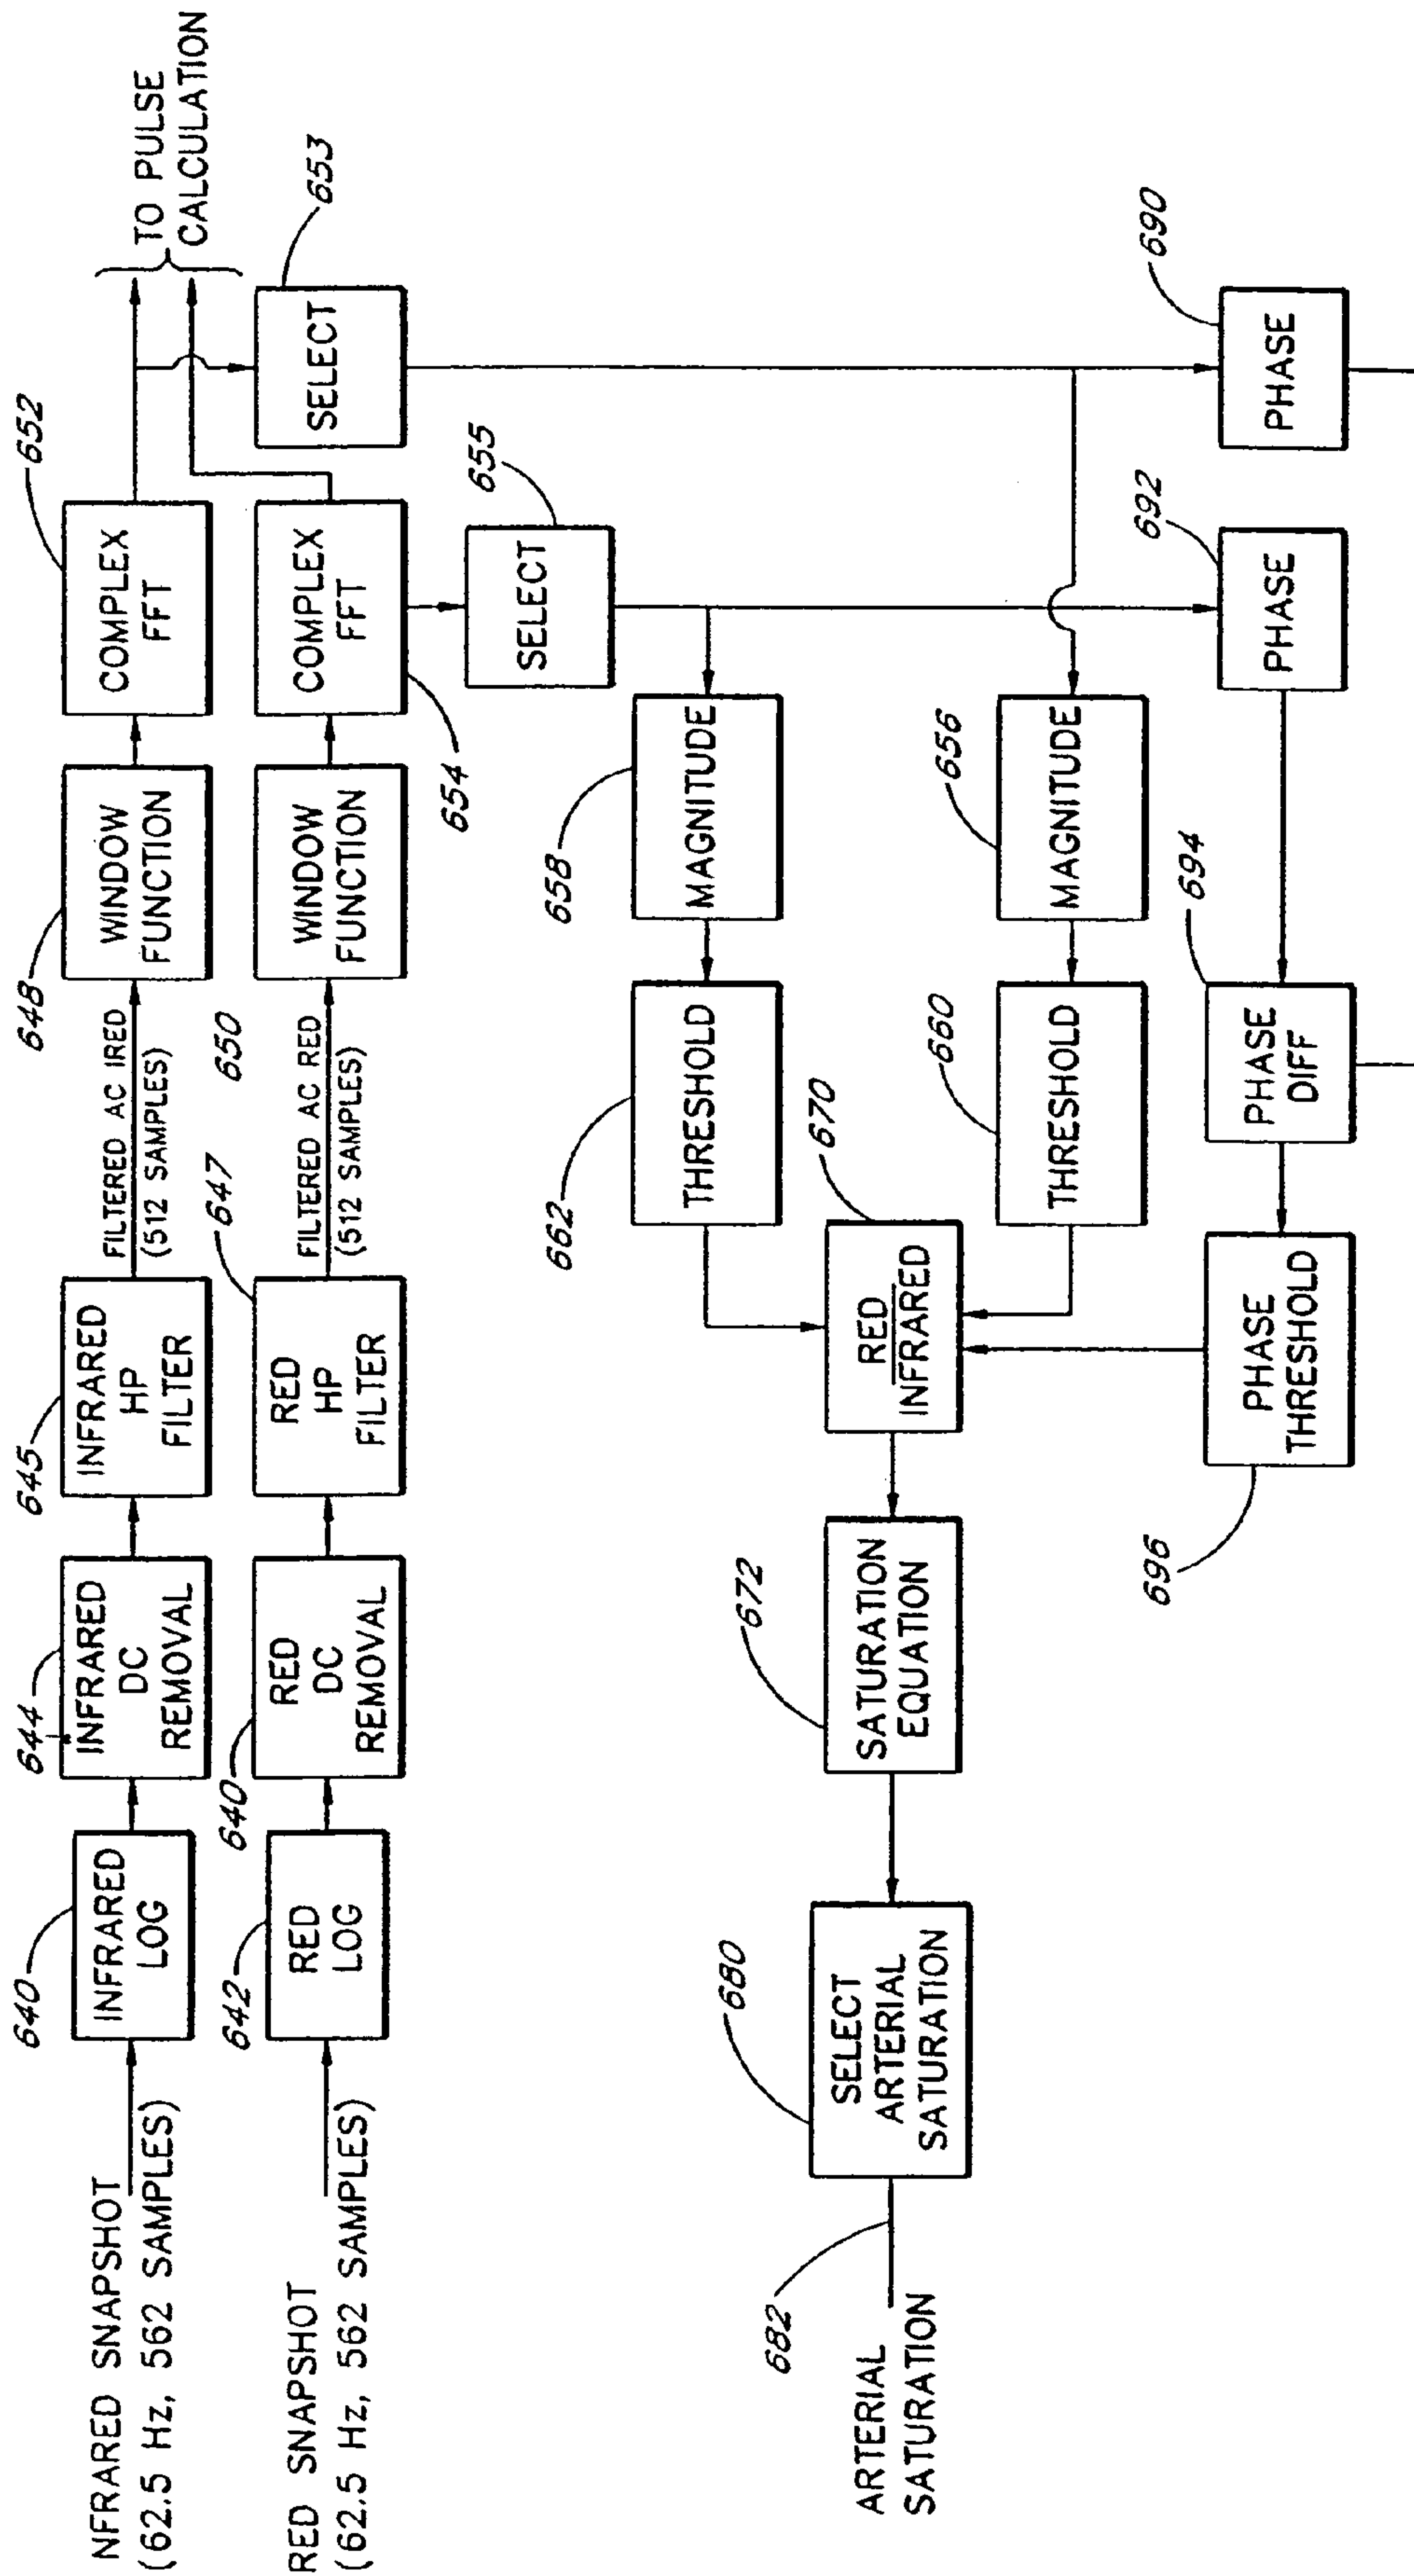 NFRARED SNAPSHOT
(62.5 Hz, 562 SAMPLES)
640
INFRARED
LOG
644
INFRARED
DC
REMOVAL
645
INFRARED
HP
FILTER
FILTERED AC IRED
(512 SAMPLES)
648
WINDOW
FUNCTION
652
COMPLEX
FFT
TO PULSE
CALCULATION
RED SNAPSHOT
(62.5 Hz, 562 SAMPLES)
642
RED
LOG
640
RED
DC
REMOVAL
647
RED
HP
FILTER
FILTERED AC RED
(512 SAMPLES)
650
WINDOW
FUNCTION
654
COMPLEX
FFT
653
SELECT
655
SELECT
658
MAGNITUDE
662
THRESHOLD
656
MAGNITUDE
660
THRESHOLD
670
RED
INFRARED
672
SATURATION
EQUATION
680
SELECT
ARTERIAL
SATURATION
682
ARTERIAL
SATURATION
690
PHASE
692
PHASE
694
PHASE
DIFF
696
PHASE
THRESHOLD